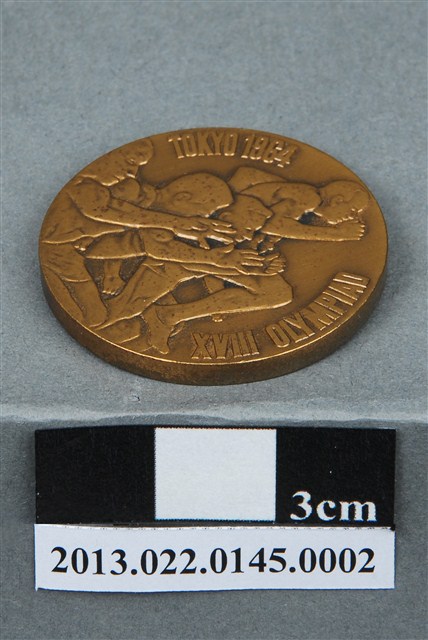 TOKYO 1964
XVIII OLYMPIAD
3cm
2013.022.0145.0002